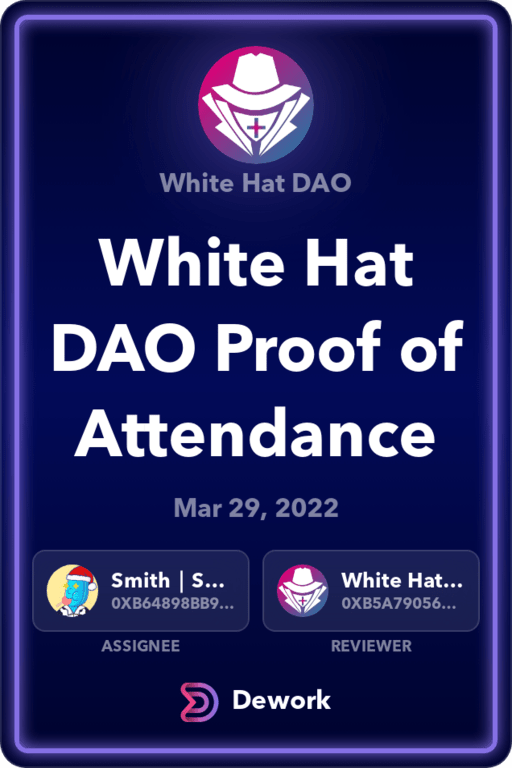 White Hat DAO
White Hat
DAO Proof of
Attendance
Mar 29, 2022
Smith | S...
0XB64898BB9...
ASSIGNEE
White Hat...
0XB5A79056...
REVIEWER
Dework